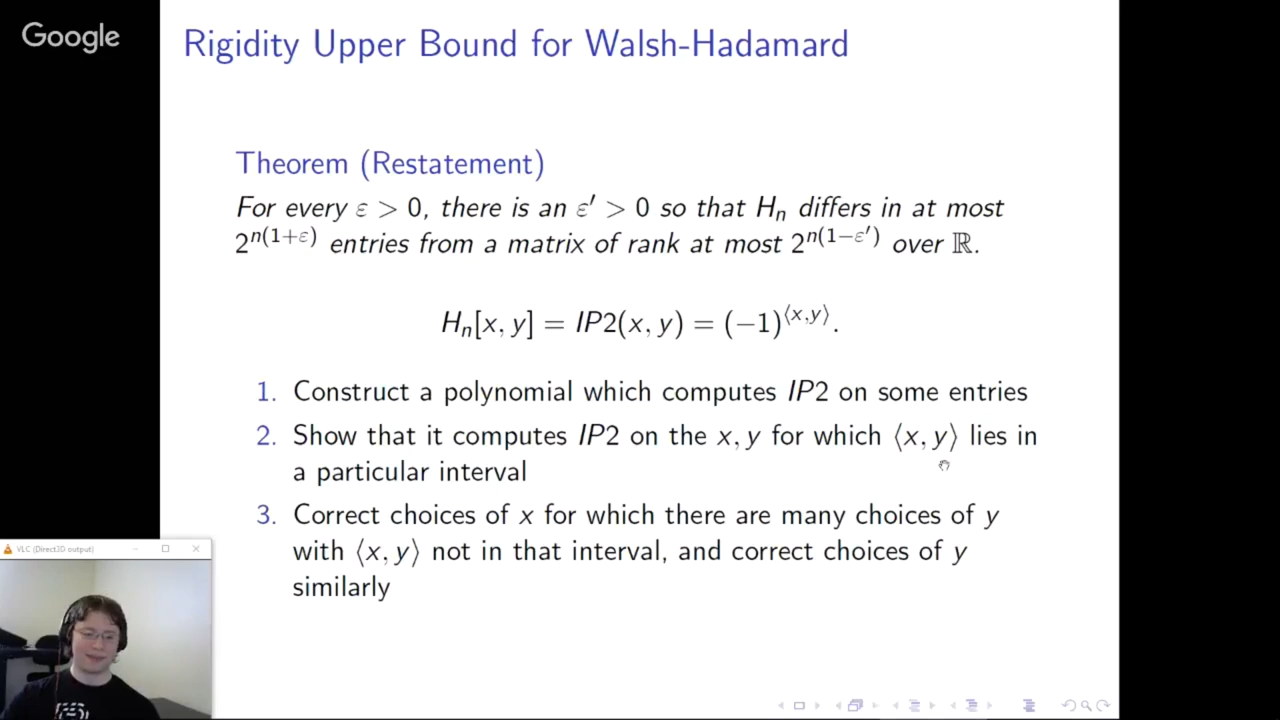 Google
Rigidity Upper Bound for Walsh-Hadamard
Theorem (Restatement)
For every ε > 0, there is an ε′ > 0 so that Hₙ differs in at most
2^{n(1+ε)} entries from a matrix of rank at most 2^{n(1−ε′)} over ℝ.
Hₙ[x, y] = IP2(x, y) = (−1)^{⟨x,y⟩}.
1. Construct a polynomial which computes IP2 on some entries
2. Show that it computes IP2 on the x, y for which ⟨x, y⟩ lies in
a particular interval
3. Correct choices of x for which there are many choices of y
with ⟨x, y⟩ not in that interval, and correct choices of y
similarly
VLC (Direct3D output)